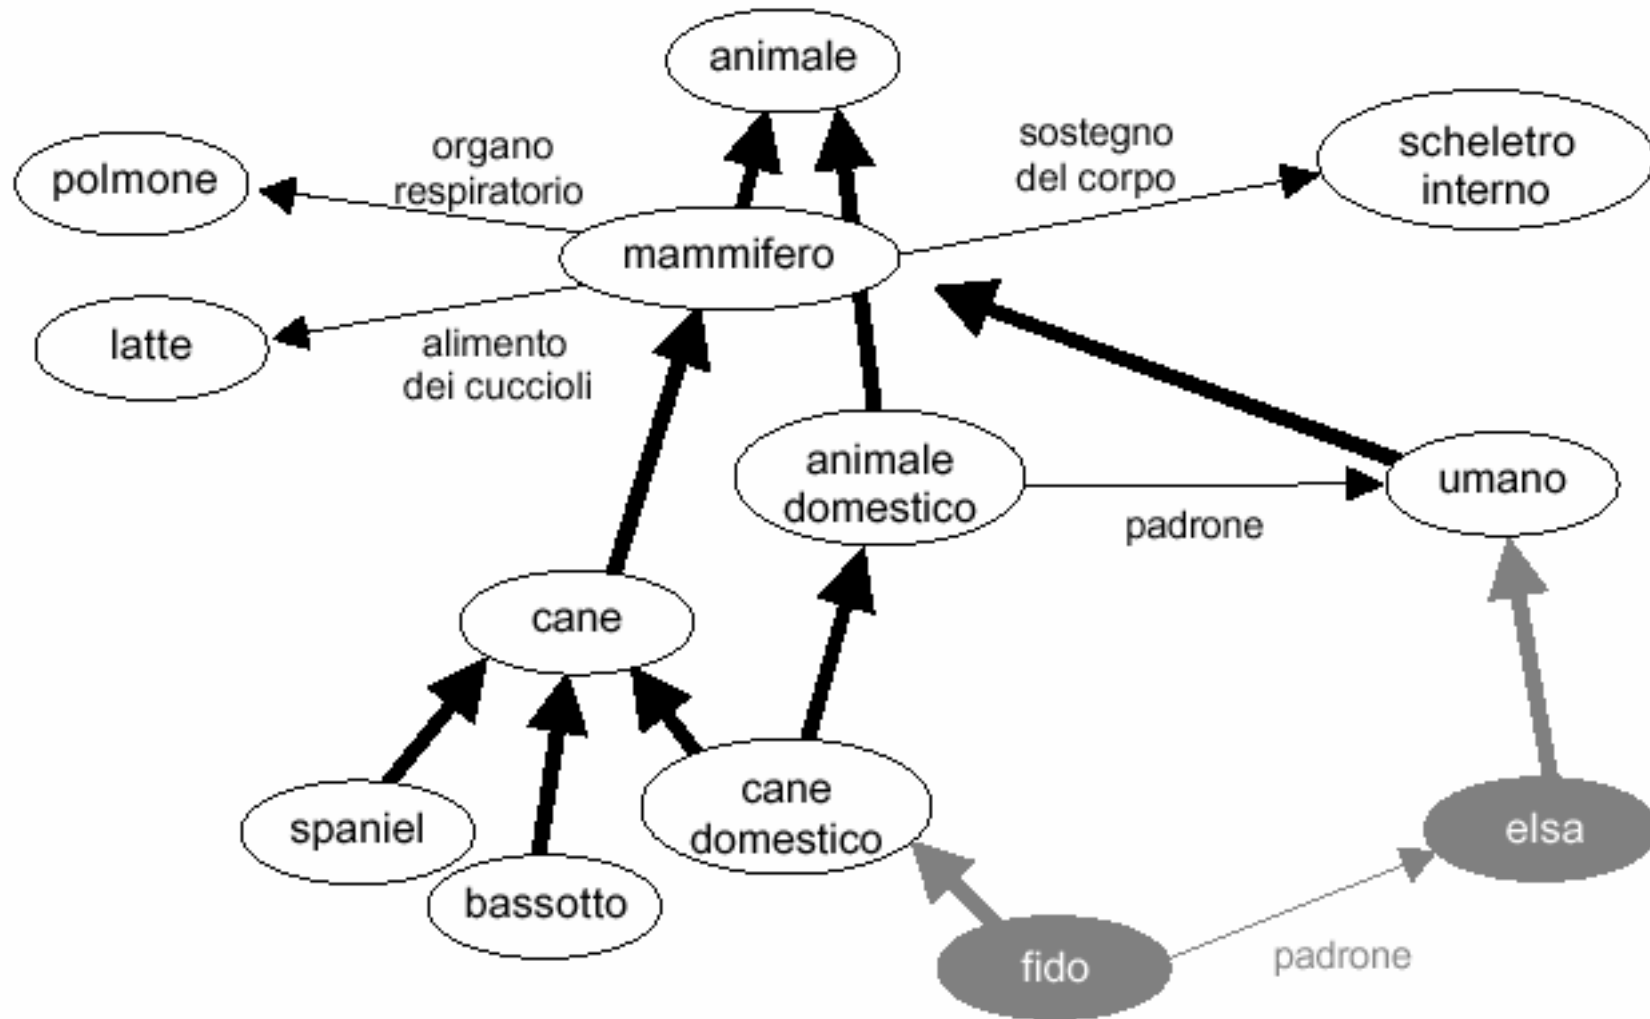 animale
organo
respiratorio
sostegno
del corpo
scheletro
interno
polmone
mammifero
latte
alimento
dei cuccioli
animale
domestico
padrone
umano
cane
cane
domestico
spaniel
bassotto
elsa
fido
padrone